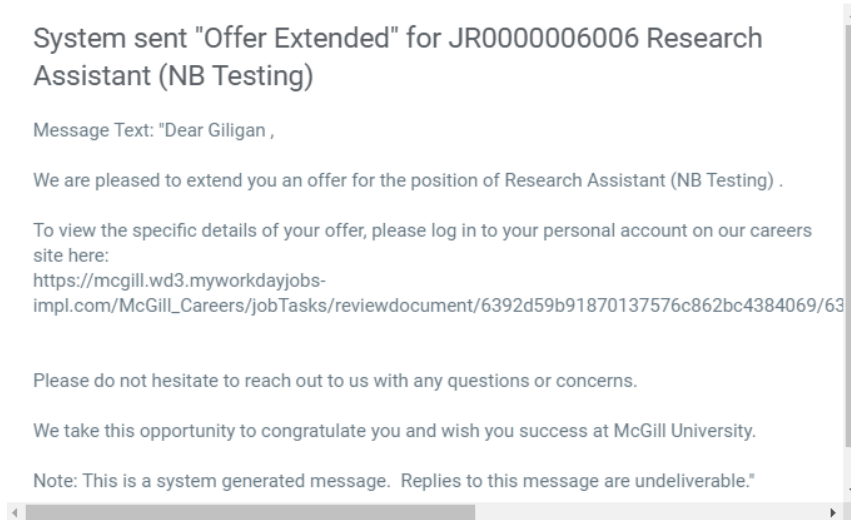 System sent "Offer Extended" for JR0000006006 Research
Assistant (NB Testing)
Message Text: "Dear Giligan ,
We are pleased to extend you an offer for the position of Research Assistant (NB Testing) .
To view the specific details of your offer, please log in to your personal account on our careers
site here:
https://mcgill.wd3.myworkdayjobs-
impl.com/McGill_Careers/jobTasks/reviewdocument/6392d59b91870137576c862bc4384069/63
Please do not hesitate to reach out to us with any questions or concerns.
We take this opportunity to congratulate you and wish you success at McGill University.
Note: This is a system generated message.  Replies to this message are undeliverable."